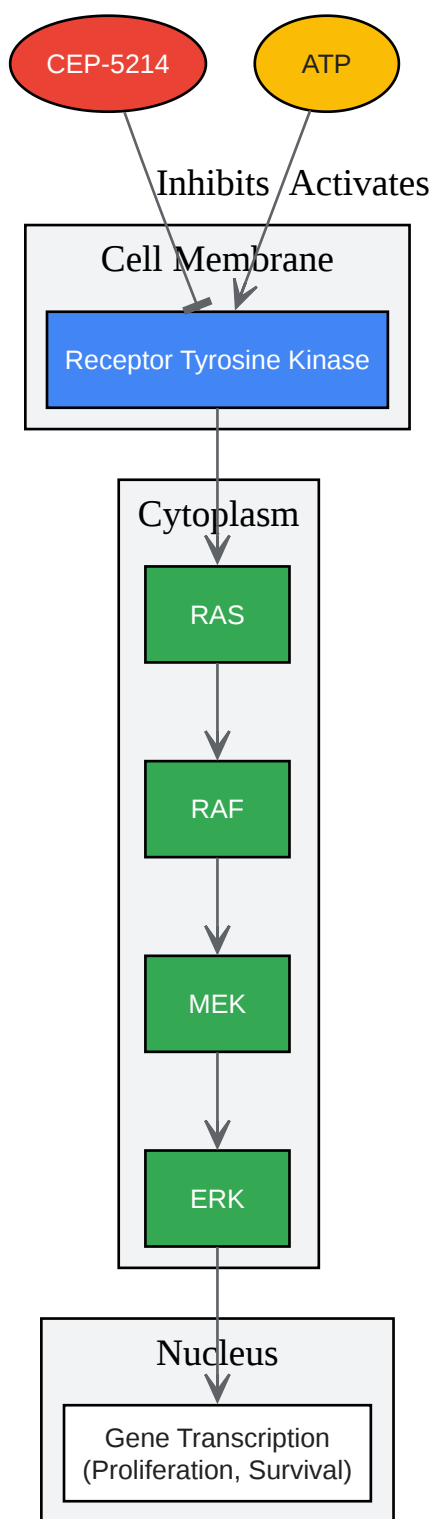 CEP-5214
ATP
Inhibits
Activates
Cell Membrane
Receptor Tyrosine Kinase
Cytoplasm
RAS
RAF
MEK
ERK
Nucleus
Gene Transcription
(Proliferation, Survival)